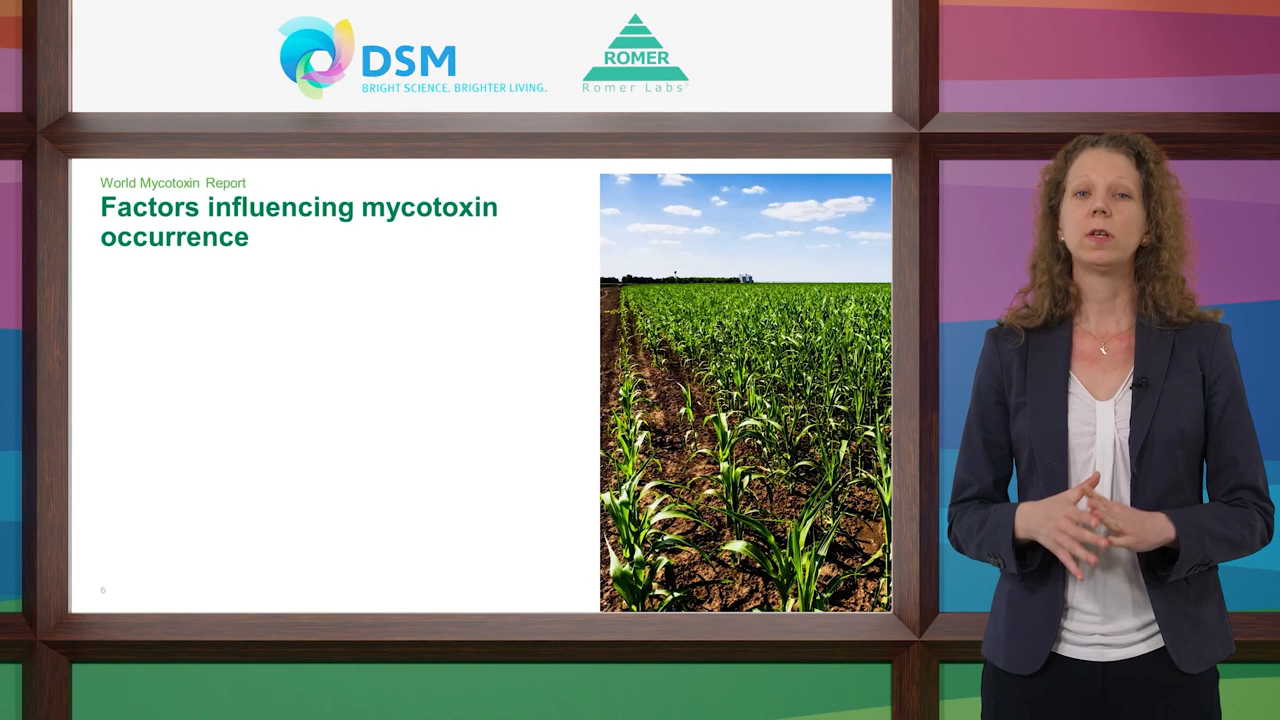 DSM
BRIGHT SCIENCE. BRIGHTER LIVING.
ROMER
Romer Labs®
World Mycotoxin Report
Factors influencing mycotoxin
occurrence
6